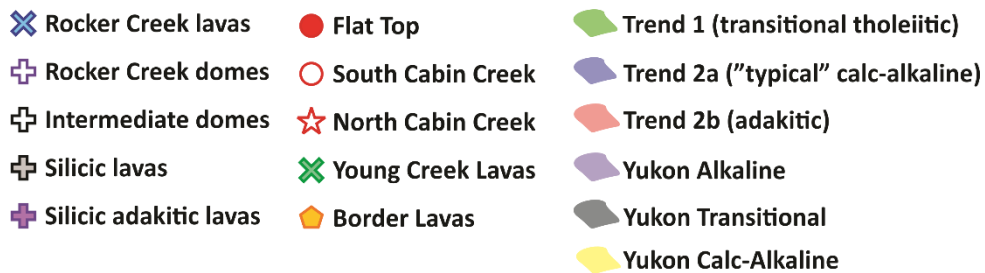 Rocker Creek lavas
Rocker Creek domes
Intermediate domes
Silicic lavas
Silicic adakitic lavas
Flat Top
South Cabin Creek
North Cabin Creek
Young Creek Lavas
Border Lavas
Trend 1 (transitional tholeiitic)
Trend 2a (”typical” calc-alkaline)
Trend 2b (adakitic)
Yukon Alkaline
Yukon Transitional
Yukon Calc-Alkaline